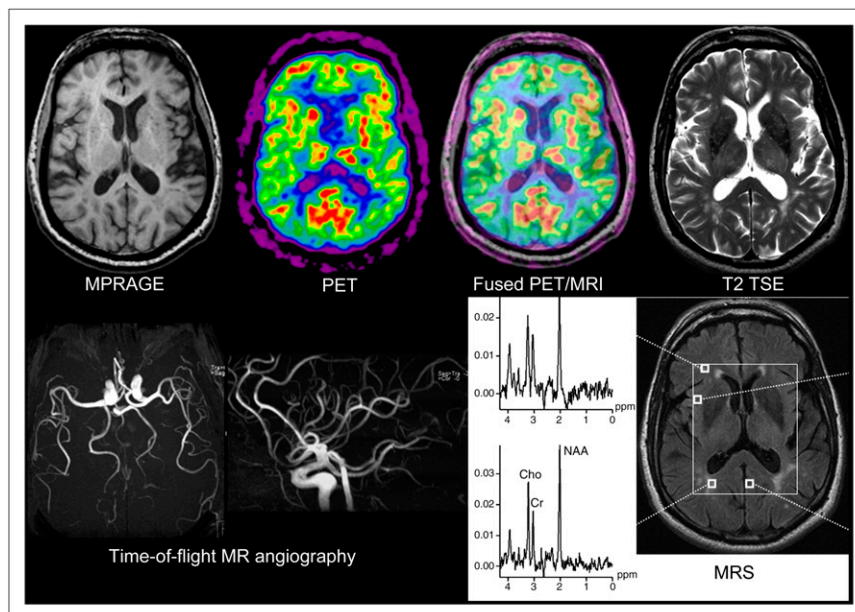 MPRAGE
PET
Fused PET/MRI
T2 TSE
Time-of-flight MR angiography
0.02
0.01
0.00
4 3 2 1 0
ppm
NAA
Cho
Cr
0.03
0.02
0.01
0.00
4 3 2 1 0
ppm
MRS